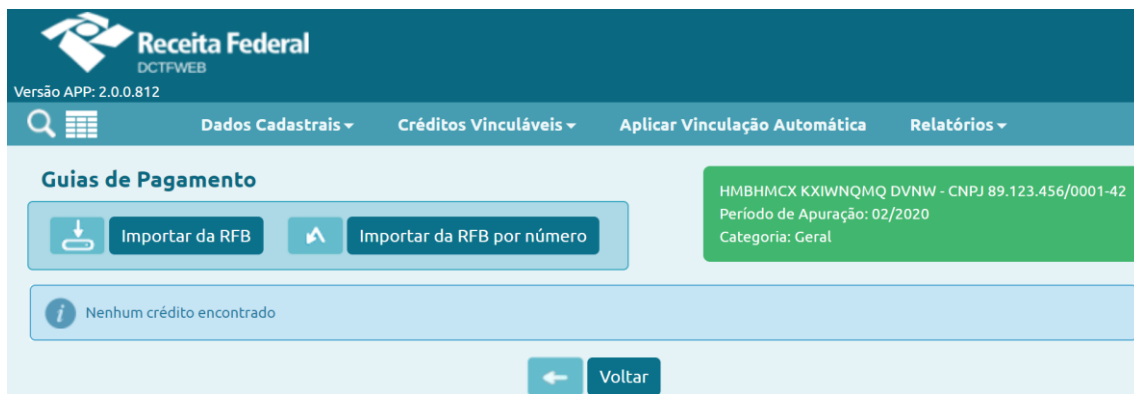 Receita Federal
DCTFWEB
Versão APP: 2.0.0.812
Dados Cadastrais Créditos Vinculáveis Aplicar Vinculação Automática Relatórios
Guias de Pagamento
HMBHMCX KXIWNQMQ DVNW - CNPJ 89.123.456/0001-42
Período de Apuração: 02/2020
Categoria: Geral
Importar da RFB Importar da RFB por número
i Nenhum crédito encontrado
Voltar